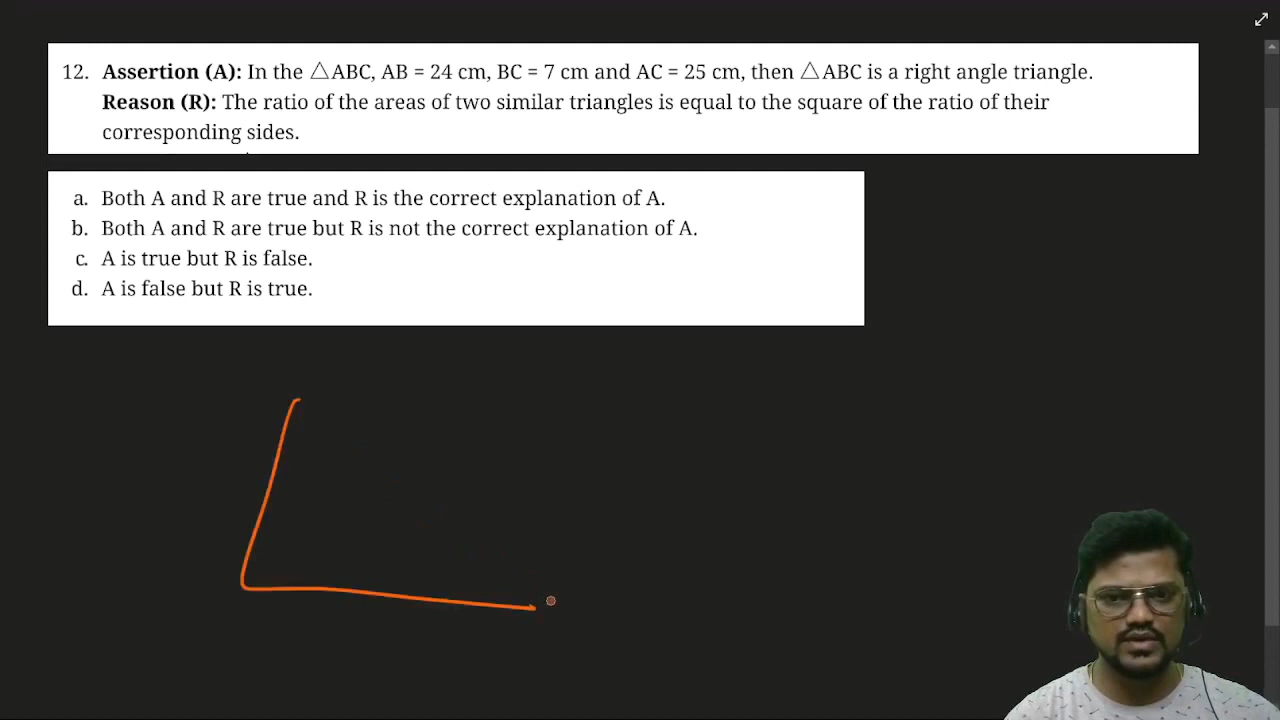 12. Assertion (A): In the △ABC, AB = 24 cm, BC = 7 cm and AC = 25 cm, then △ABC is a right angle triangle.
Reason (R): The ratio of the areas of two similar triangles is equal to the square of the ratio of their
corresponding sides.
a. Both A and R are true and R is the correct explanation of A.
b. Both A and R are true but R is not the correct explanation of A.
c. A is true but R is false.
d. A is false but R is true.